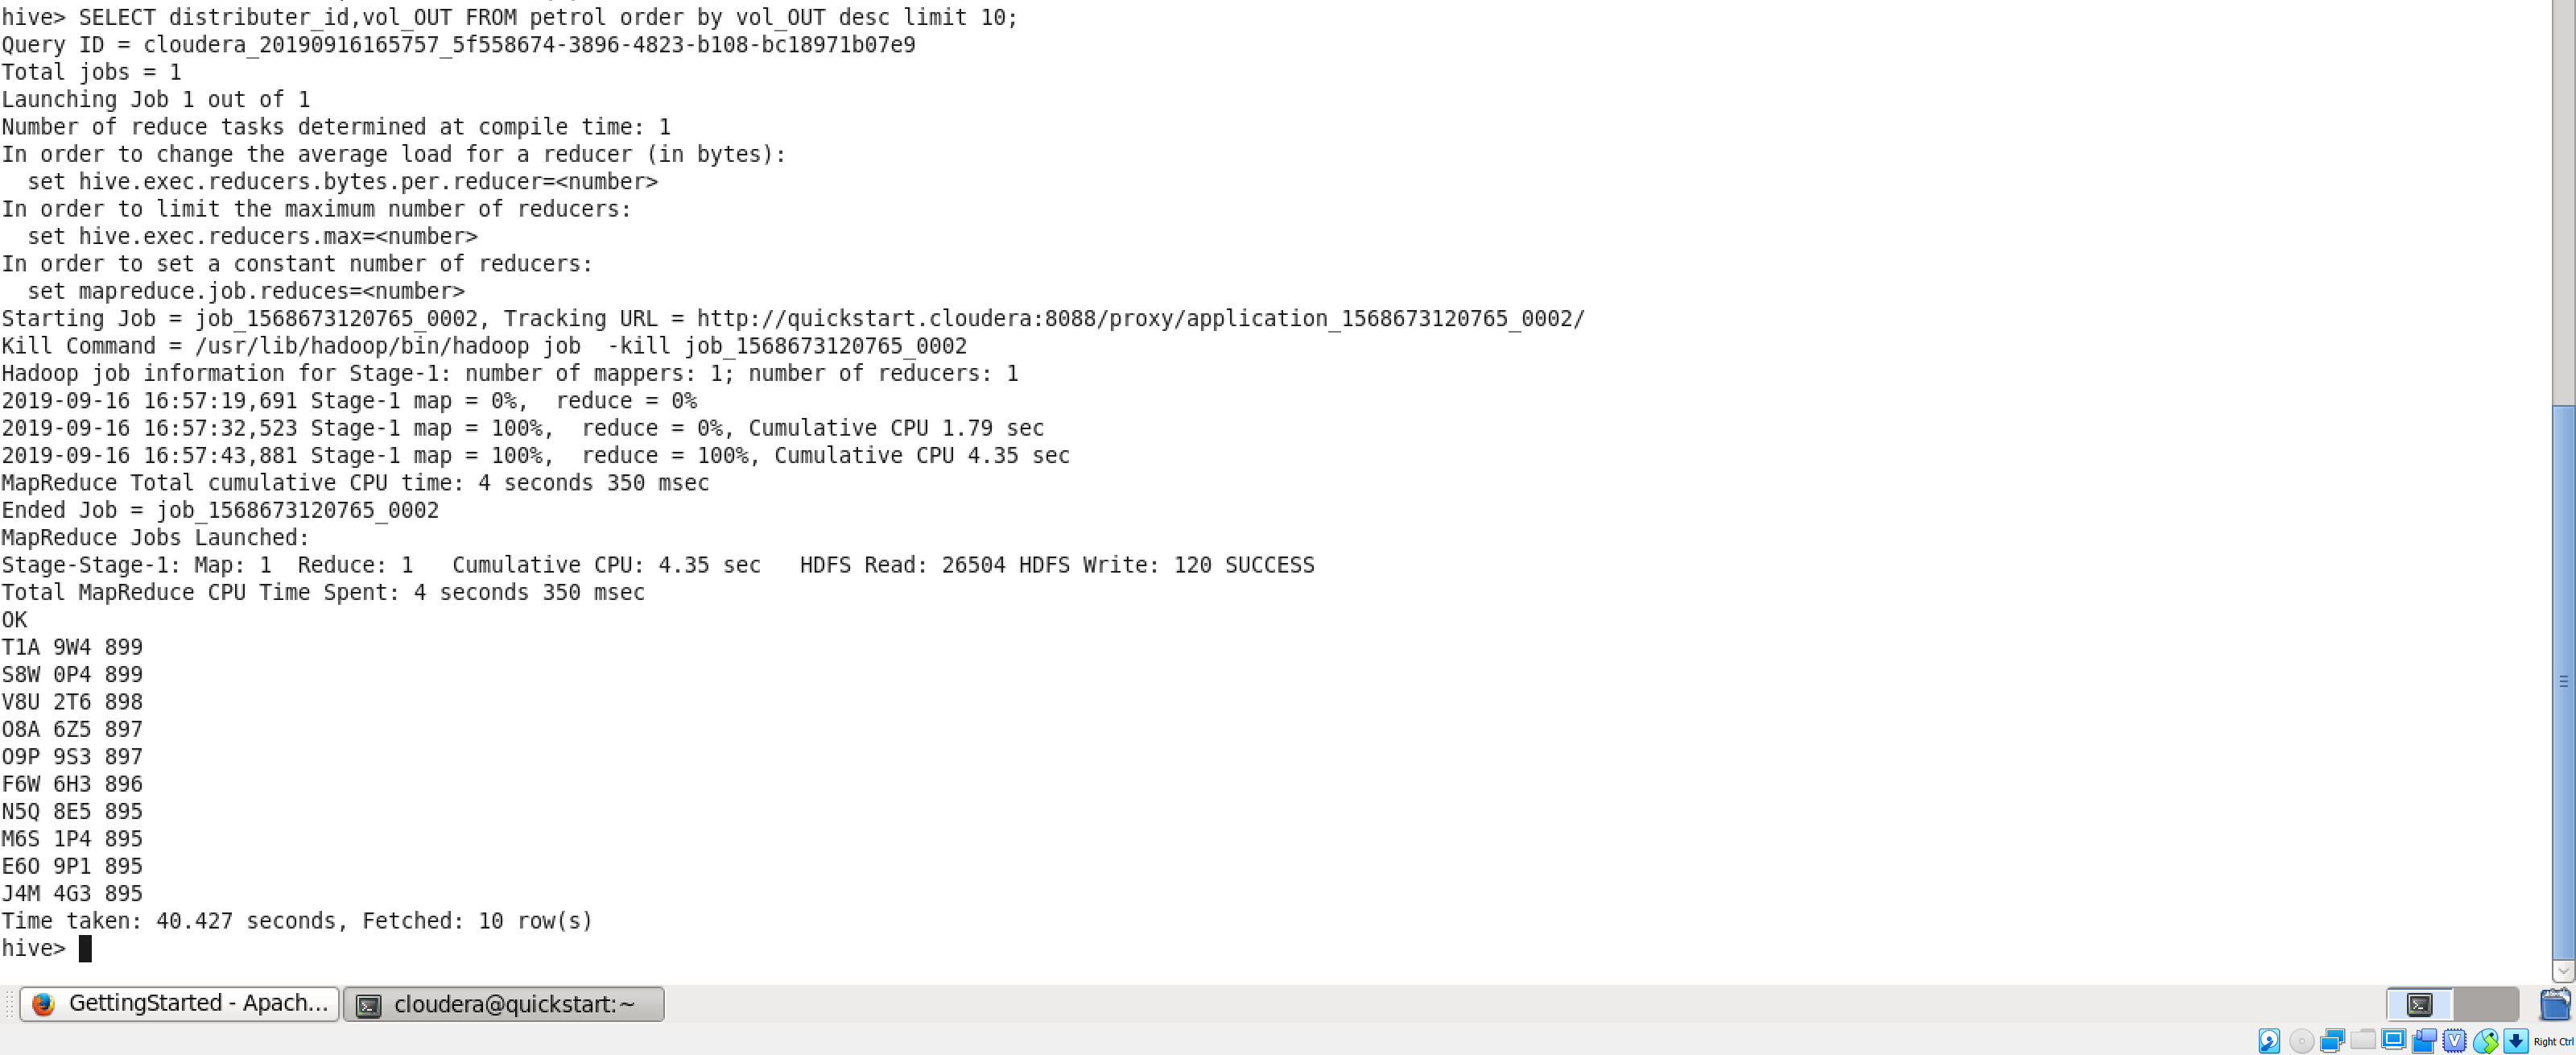 hive> SELECT distributer_id,vol_OUT FROM petrol order by vol_OUT desc limit 10;
Query ID = cloudera_20190916165757_5f558674-3896-4823-b108-bc18971b07e9
Total jobs = 1
Launching Job 1 out of 1
Number of reduce tasks determined at compile time: 1
In order to change the average load for a reducer (in bytes):
  set hive.exec.reducers.bytes.per.reducer=<number>
In order to limit the maximum number of reducers:
  set hive.exec.reducers.max=<number>
In order to set a constant number of reducers:
  set mapreduce.job.reduces=<number>
Starting Job = job_1568673120765_0002, Tracking URL = http://quickstart.cloudera:8088/proxy/application_1568673120765_0002/
Kill Command = /usr/lib/hadoop/bin/hadoop job  -kill job_1568673120765_0002
Hadoop job information for Stage-1: number of mappers: 1; number of reducers: 1
2019-09-16 16:57:19,691 Stage-1 map = 0%,  reduce = 0%
2019-09-16 16:57:32,523 Stage-1 map = 100%,  reduce = 0%, Cumulative CPU 1.79 sec
2019-09-16 16:57:43,881 Stage-1 map = 100%,  reduce = 100%, Cumulative CPU 4.35 sec
MapReduce Total cumulative CPU time: 4 seconds 350 msec
Ended Job = job_1568673120765_0002
MapReduce Jobs Launched:
Stage-Stage-1: Map: 1  Reduce: 1   Cumulative CPU: 4.35 sec   HDFS Read: 26504 HDFS Write: 120 SUCCESS
Total MapReduce CPU Time Spent: 4 seconds 350 msec
OK
T1A 9W4 899
S8W 0P4 899
V8U 2T6 898
O8A 6Z5 897
O9P 9S3 897
F6W 6H3 896
N5Q 8E5 895
M6S 1P4 895
E6O 9P1 895
J4M 4G3 895
Time taken: 40.427 seconds, Fetched: 10 row(s)
hive>
GettingStarted - Apach... cloudera@quickstart:~
Right Ctrl